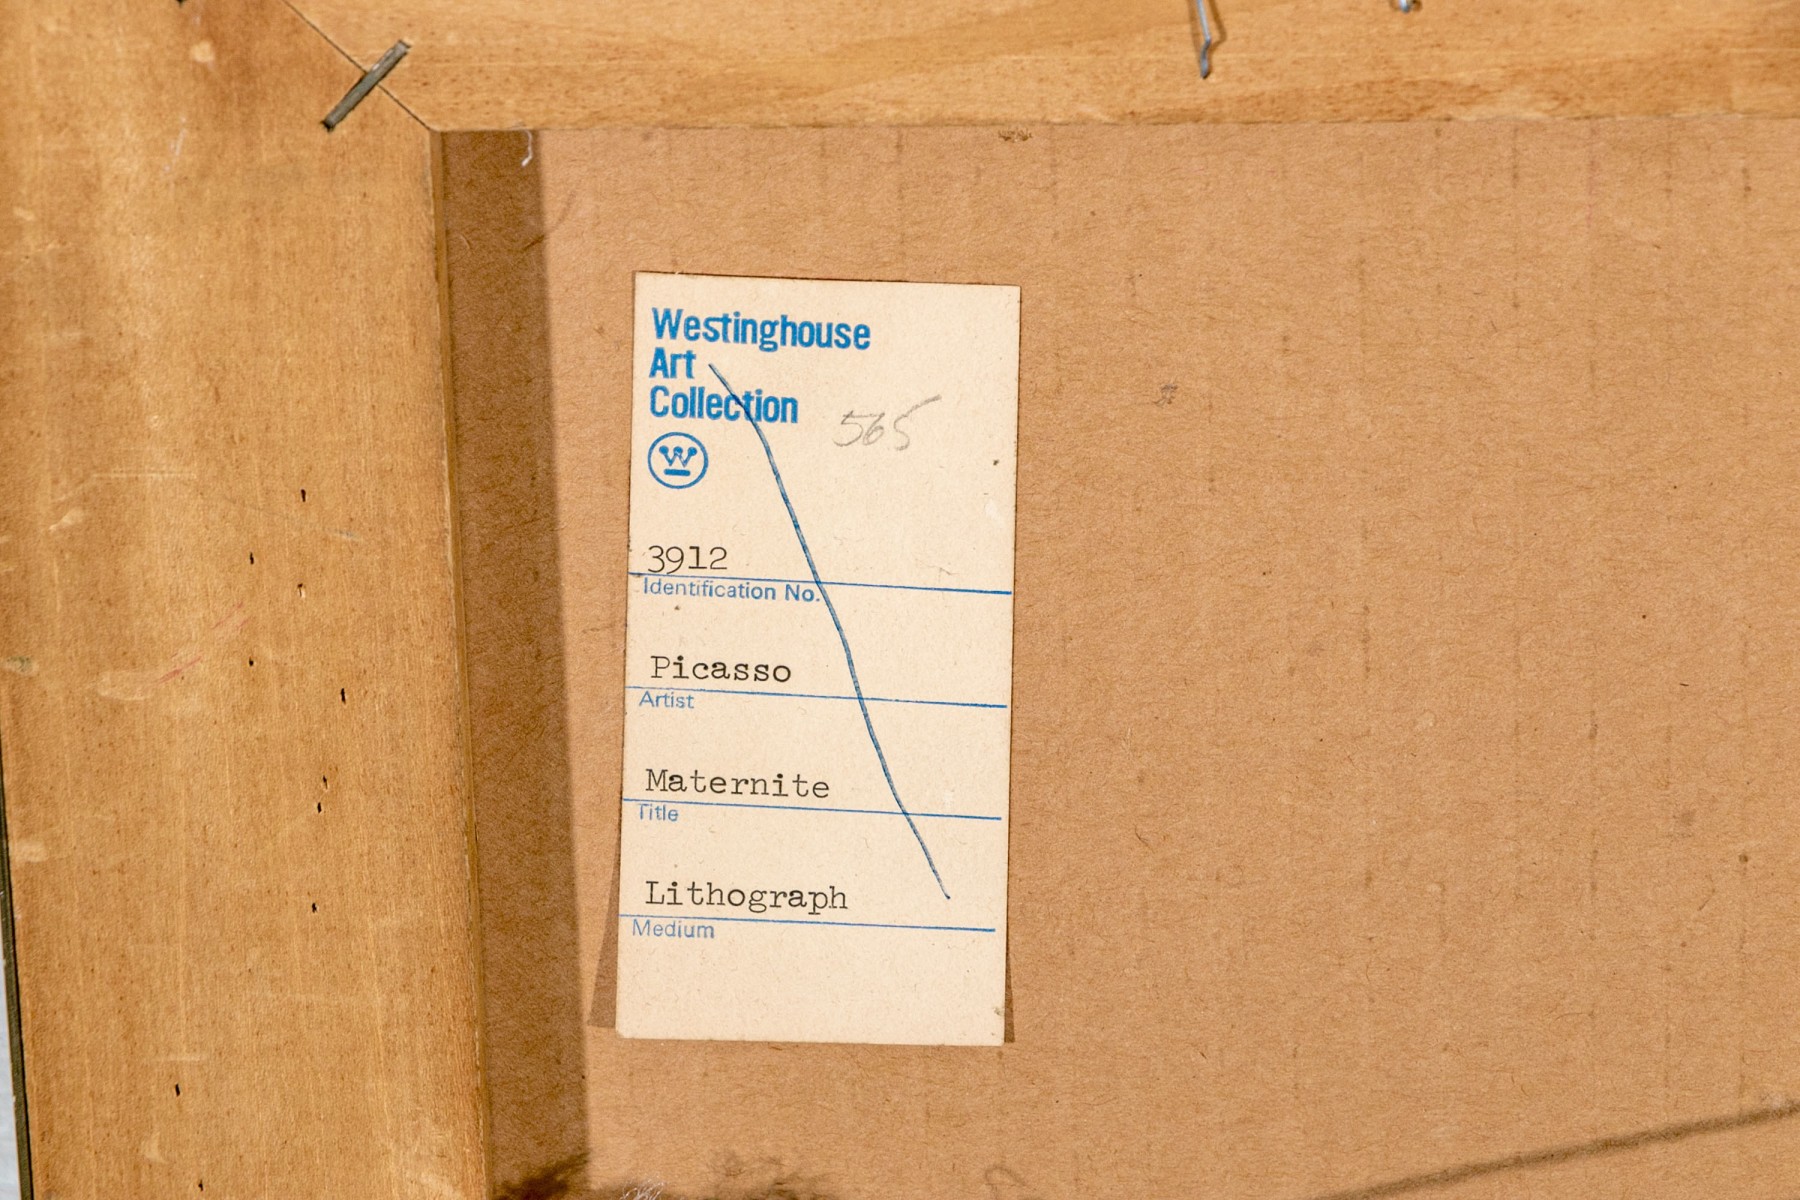 Westinghouse
Art
Collection
565
W
3912
Identification No.
Picasso
Artist
Maternite
Title
Lithograph
Medium